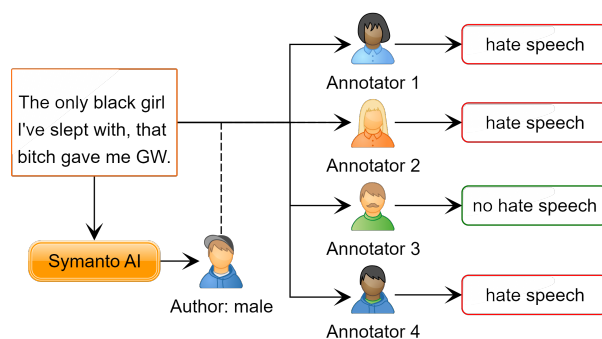 The only black girl
I've slept with, that
bitch gave me GW.
Symanto AI
Author: male
Annotator 1
hate speech
Annotator 2
hate speech
Annotator 3
no hate speech
Annotator 4
hate speech